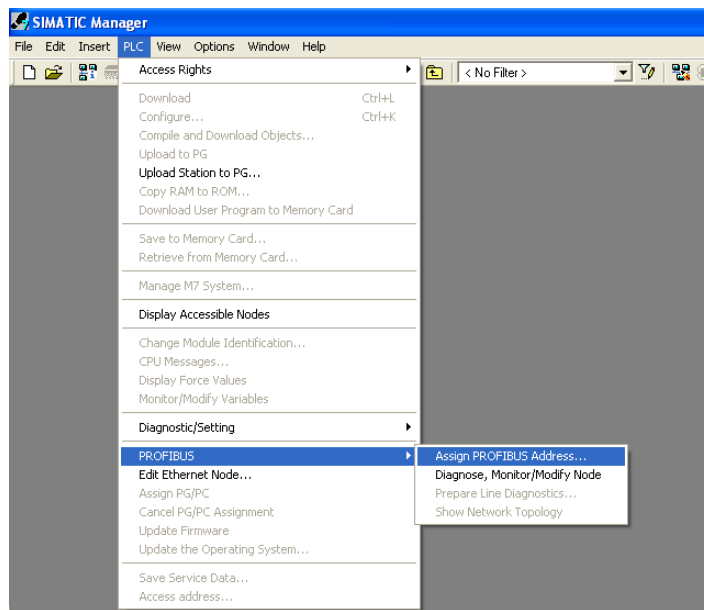 SIMATIC Manager
File Edit Insert PLC View Options Window Help
< No Filter >
Access Rights
Download Ctrl+L
Configure... Ctrl+K
Compile and Download Objects...
Upload to PG
Upload Station to PG...
Copy RAM to ROM...
Download User Program to Memory Card
Save to Memory Card...
Retrieve from Memory Card...
Manage M7 System...
Display Accessible Nodes
Change Module Identification...
CPU Messages...
Display Force Values
Monitor/Modify Variables
Diagnostic/Setting
PROFIBUS
Edit Ethernet Node...
Assign PG/PC
Cancel PG/PC Assignment
Update Firmware
Update the Operating System...
Save Service Data...
Access address...
Assign PROFIBUS Address...
Diagnose, Monitor/Modify Node
Prepare Line Diagnostics...
Show Network Topology